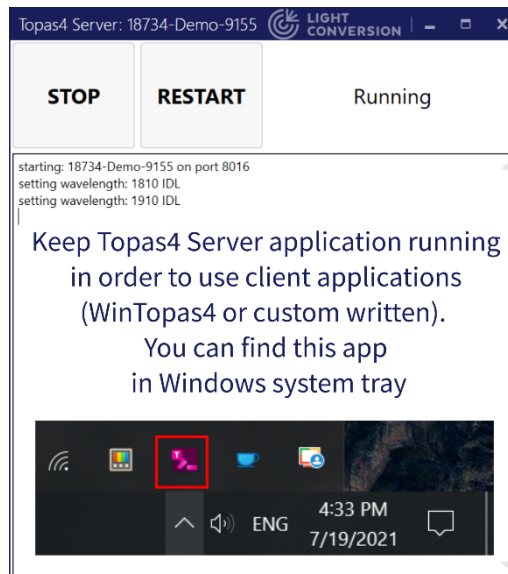 Topas4 Server: 18734-Demo-9155 LIGHT CONVERSION
STOP RESTART Running
starting: 18734-Demo-9155 on port 8016
setting wavelength: 1810 IDL
setting wavelength: 1910 IDL
Keep Topas4 Server application running
in order to use client applications
(WinTopas4 or custom written).
You can find this app
in Windows system tray
T
ENG 4:33 PM
7/19/2021